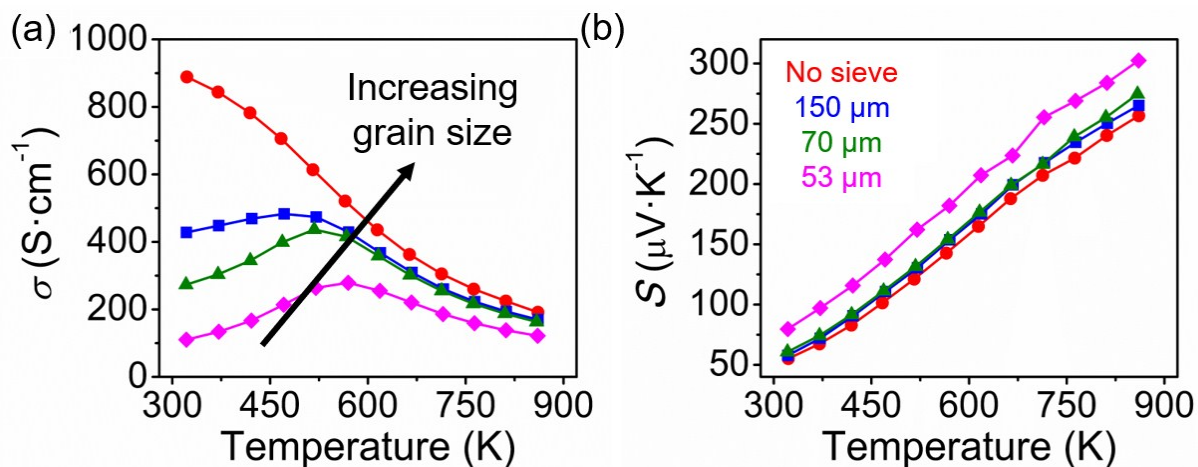 (a)
1000
800
600
400
200
0
σ (S·cm⁻¹)
Increasing
grain size
300 450 600 750 900
Temperature (K)
(b)
300
250
200
150
100
50
S (μV·K⁻¹)
No sieve
150 μm
70 μm
53 μm
300 450 600 750 900
Temperature (K)